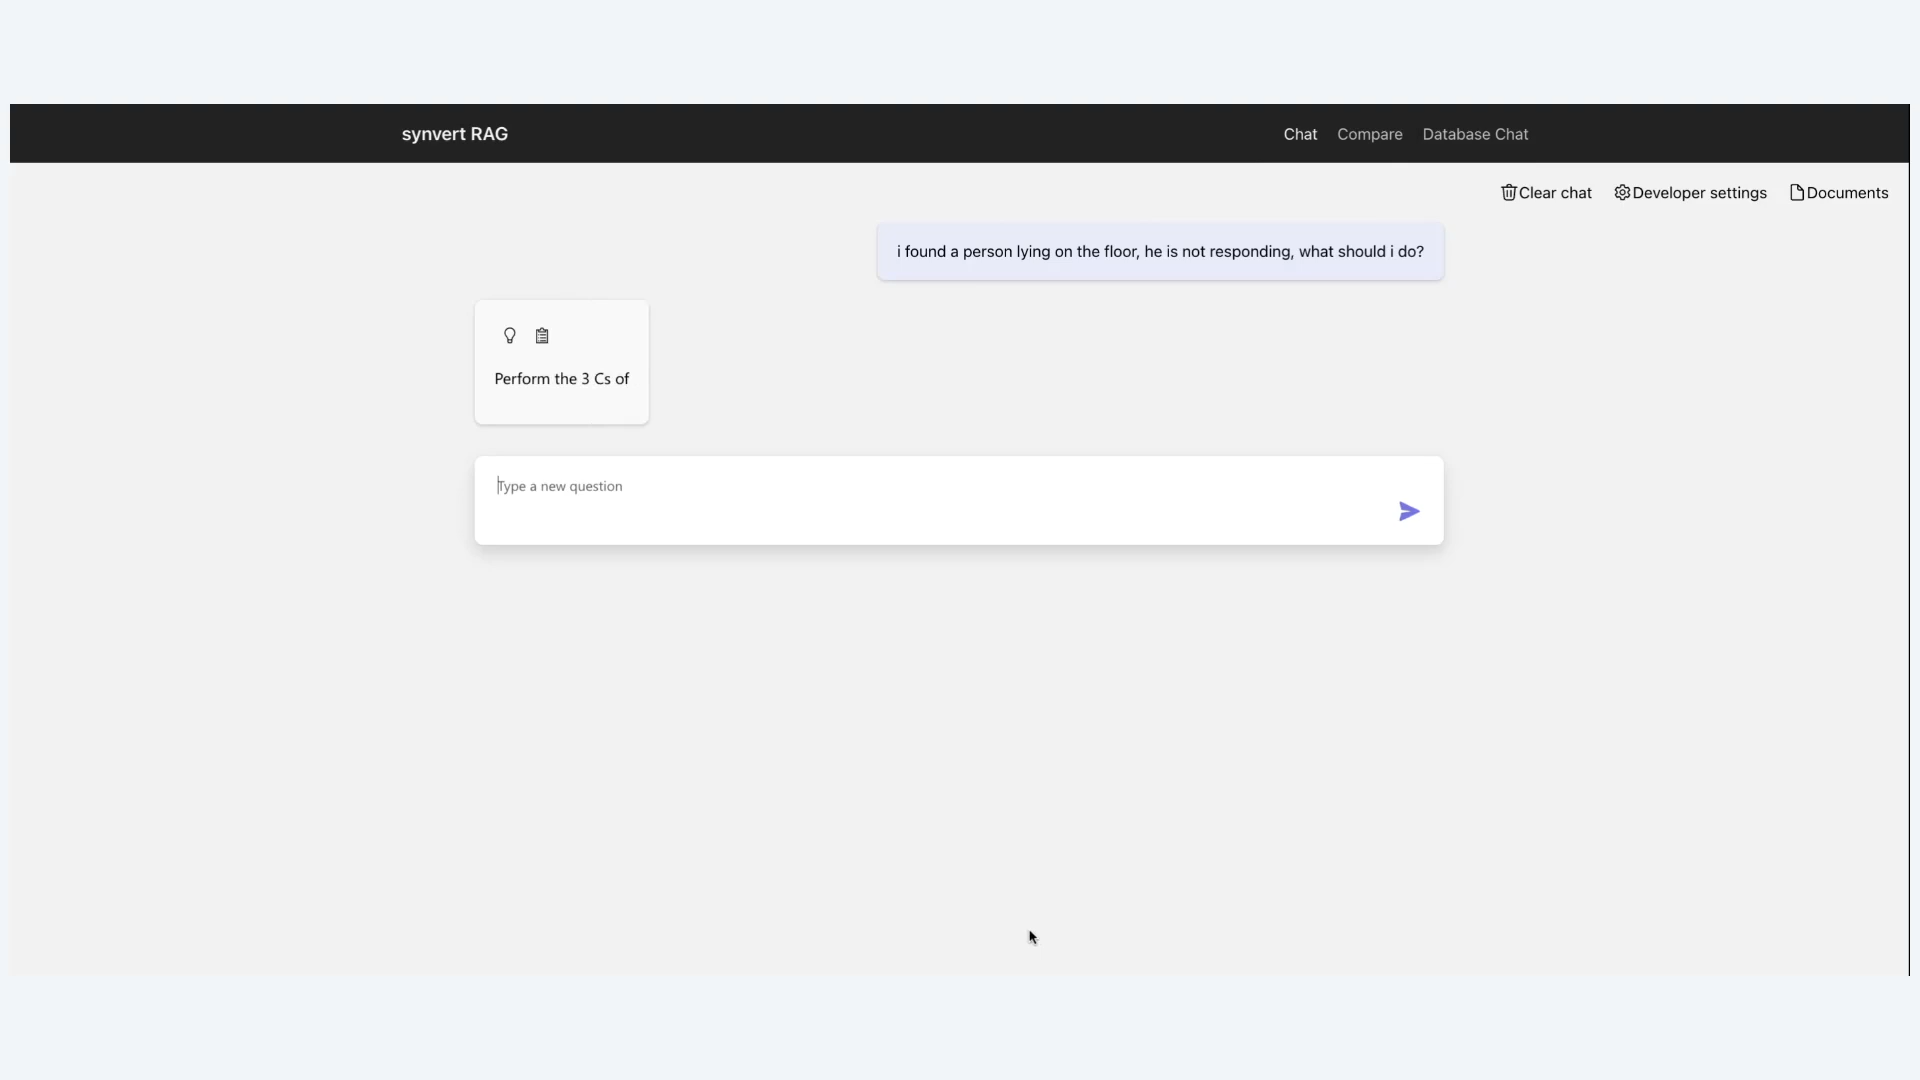 synvert RAG
Chat Compare Database Chat
Clear chat Developer settings Documents
i found a person lying on the floor, he is not responding, what should i do?
Perform the 3 Cs of
Type a new question